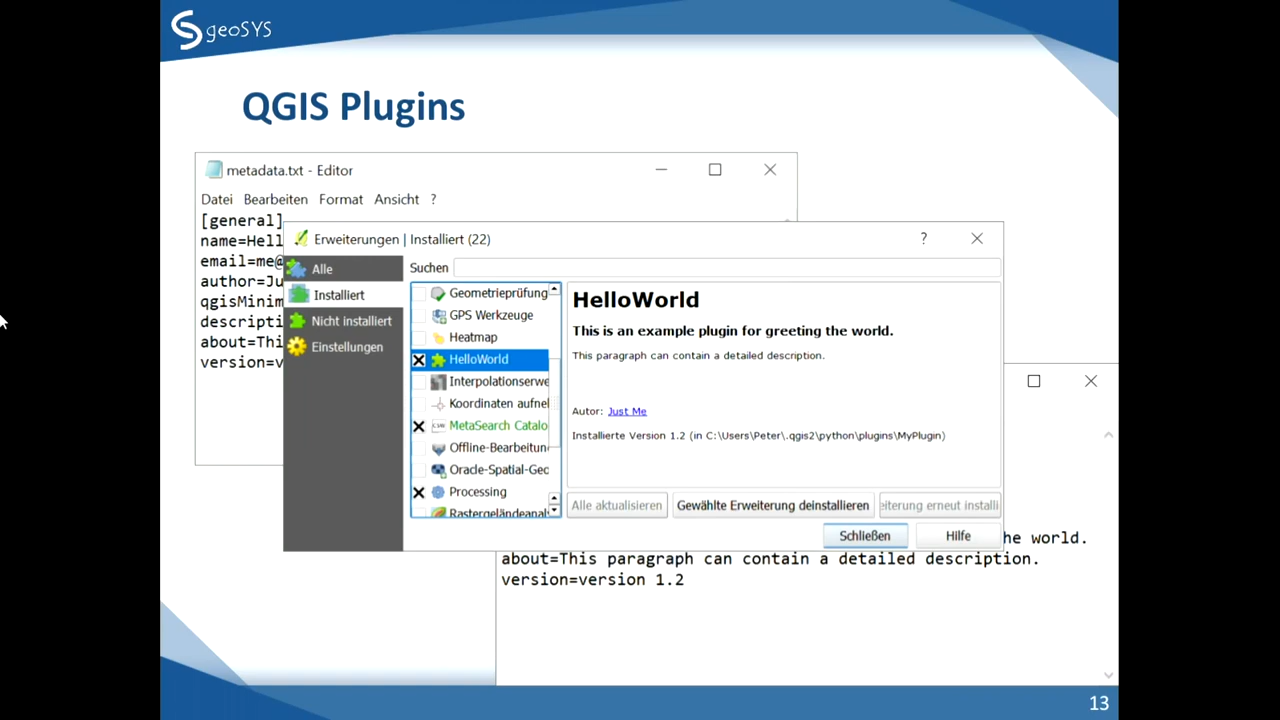 geoSYS
QGIS Plugins
metadata.txt - Editor
Datei Bearbeiten Format Ansicht ?
[general]
name=Hell
email=me@
author=Ju
qgisMinim
descripti
about=Thi
version=v
Erweiterungen | Installiert (22)
?
Alle
Installiert
Nicht installiert
Einstellungen
Suchen
Geometrieprüfung
GPS Werkzeuge
Heatmap
HelloWorld
Interpolationserwe
Koordinaten aufne
MetaSearch Catalo
Offline-Bearbeitun
Oracle-Spatial-Geo
Processing
Rastergeländeanal
HelloWorld
This is an example plugin for greeting the world.
This paragraph can contain a detailed description.
Autor: Just Me
Installierte Version 1.2 (in C:\Users\Peter\.qgis2\python\plugins\MyPlugin)
Alle aktualisieren
Gewählte Erweiterung deinstallieren
eiterung erneut installi
Schließen
Hilfe
he world.
about=This paragraph can contain a detailed description.
version=version 1.2
13